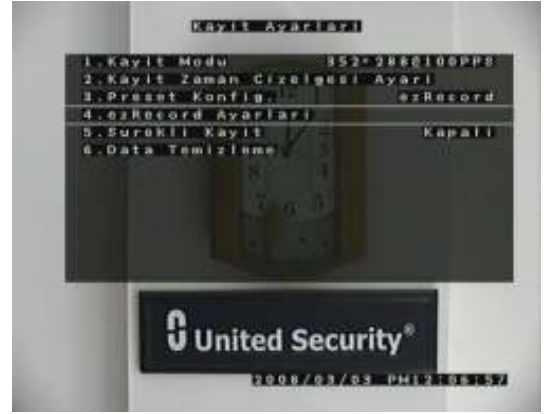 Kayit Ayarlari
1.Kayit Modu 352*288@100PPS
2.Kayit Zaman Cizelgesi Ayari
3.Preset Konfig. ezRecord
4.ezRecord Ayarlari
5.Surekli Kayit Kapali
6.Data Temizleme
United Security®
2008/03/03 PM12:06:57